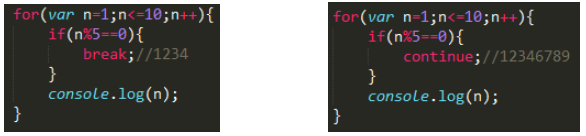 for(var n=1;n<=10;n++){
if(n%5==0){
break;//1234
}
console.log(n);
}
for(var n=1;n<=10;n++){
if(n%5==0){
continue;//12346789
}
console.log(n);
}